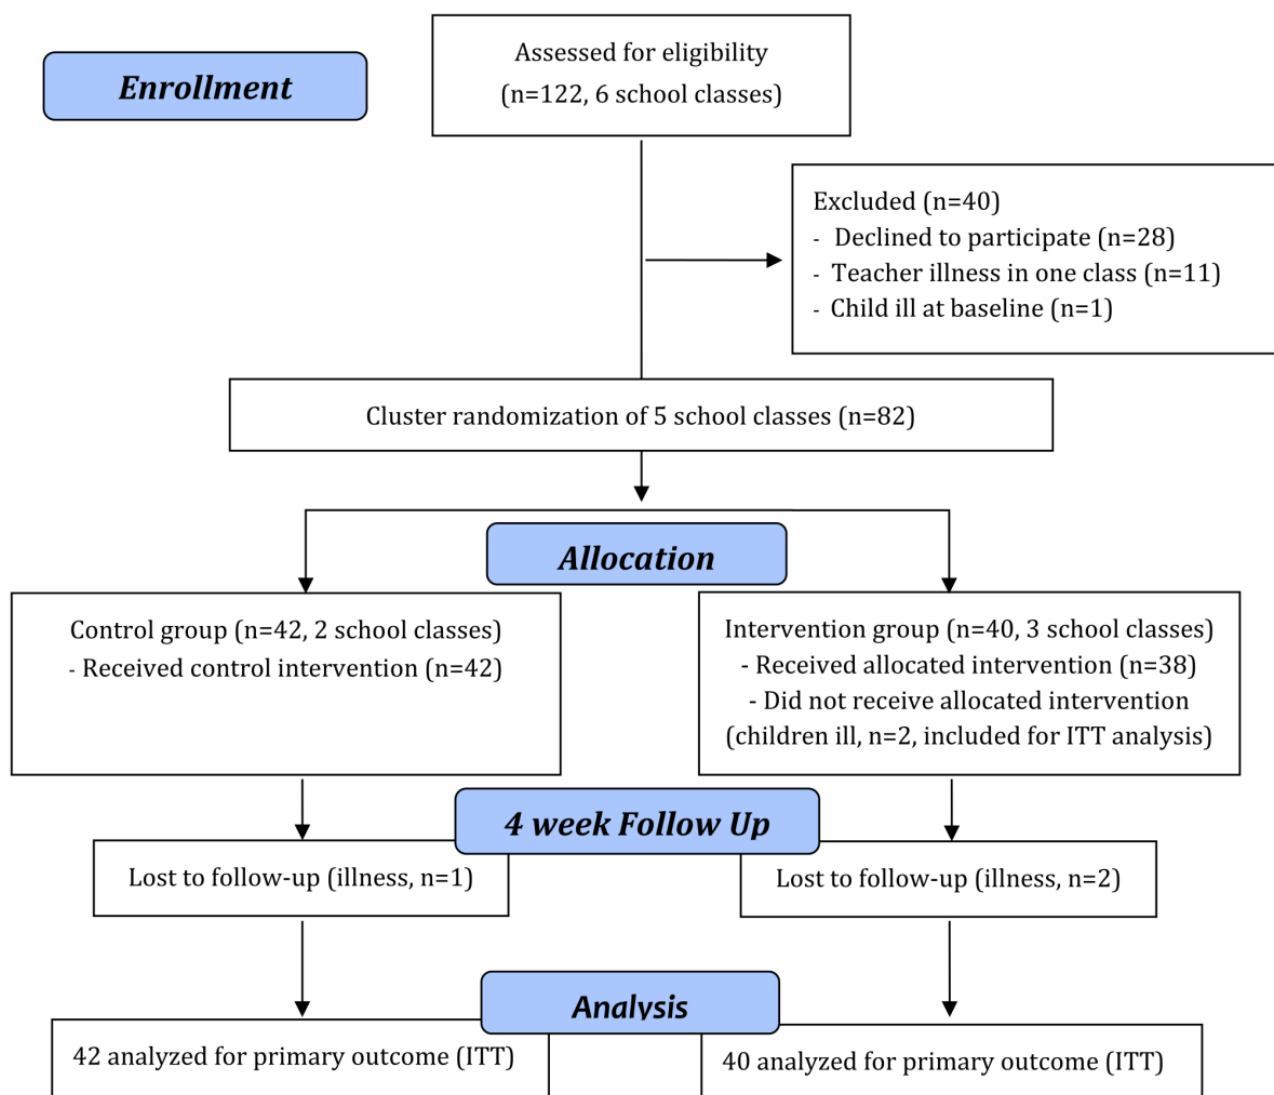 Enrollment
Assessed for eligibility
(n=122, 6 school classes)
Excluded (n=40)
- Declined to participate (n=28)
- Teacher illness in one class (n=11)
- Child ill at baseline (n=1)
Cluster randomization of 5 school classes (n=82)
Allocation
Control group (n=42, 2 school classes)
- Received control intervention (n=42)
Intervention group (n=40, 3 school classes)
- Received allocated intervention (n=38)
- Did not receive allocated intervention
(children ill, n=2, included for ITT analysis)
4 week Follow Up
Lost to follow-up (illness, n=1)
Lost to follow-up (illness, n=2)
Analysis
42 analyzed for primary outcome (ITT)
40 analyzed for primary outcome (ITT)